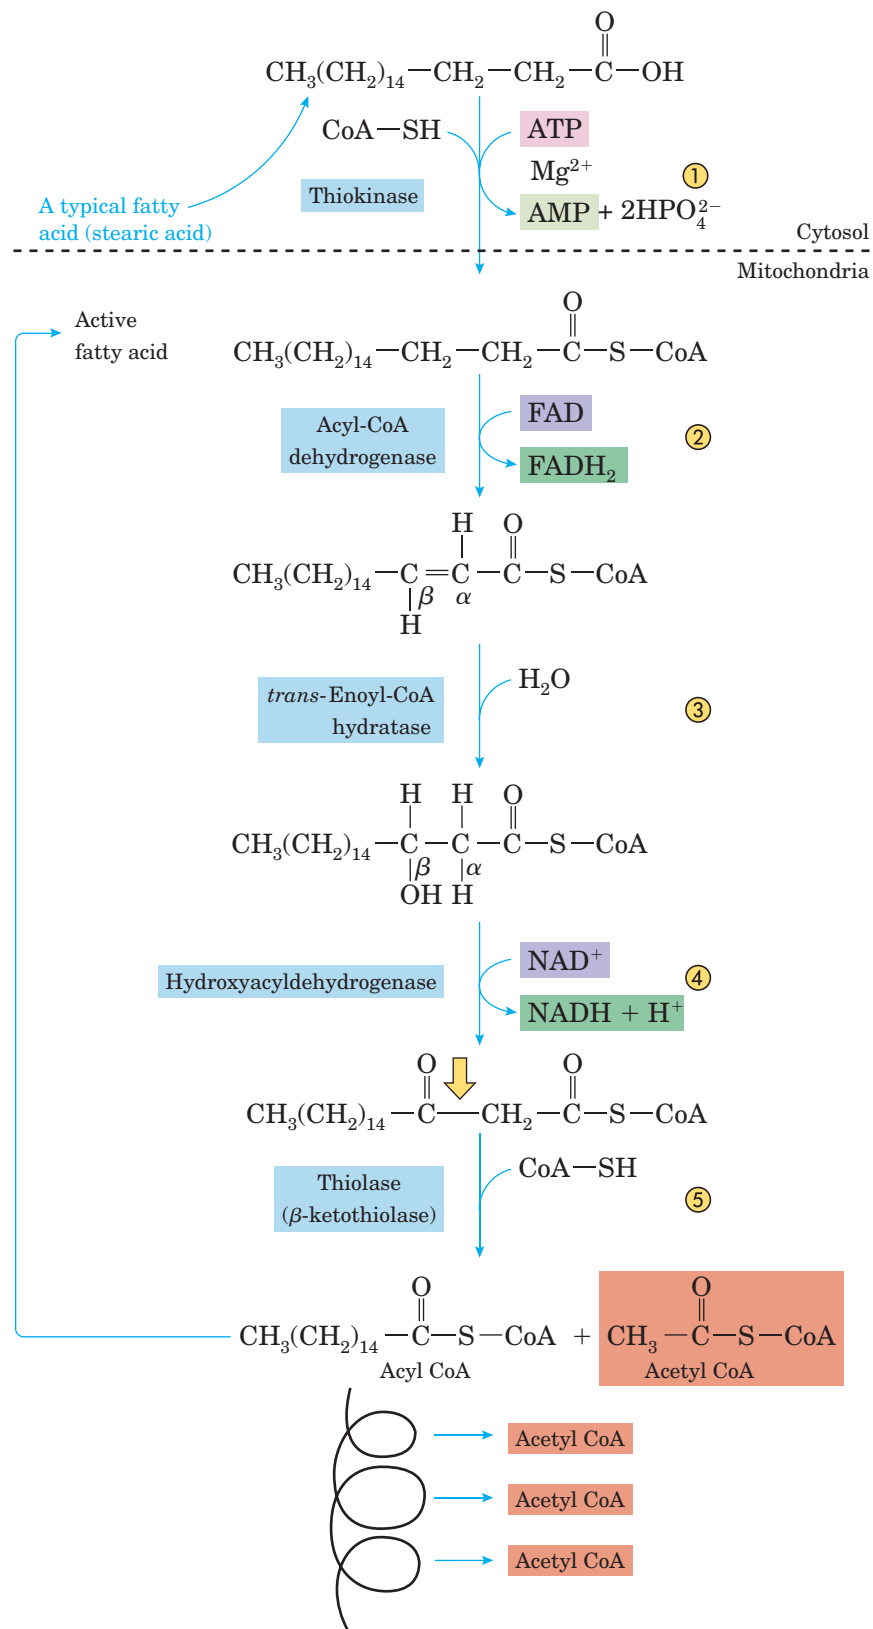 O
CH₃(CH₂)₁₄—CH₂—CH₂—C—OH
CoA—SH
ATP
Mg²⁺
①
Thiokinase
A typical fatty
acid (stearic acid)
AMP + 2HPO₄²⁻
Cytosol
Mitochondria
Active
fatty acid
O
CH₃(CH₂)₁₄—CH₂—CH₂—C—S—CoA
Acyl-CoA
dehydrogenase
FAD
②
FADH₂
H O
CH₃(CH₂)₁₄—C=C—C—S—CoA
β α
H
trans-Enoyl-CoA
hydratase
H₂O
③
H H O
CH₃(CH₂)₁₄—C—C—C—S—CoA
β α
OH H
Hydroxyacyldehydrogenase
NAD⁺
④
NADH + H⁺
O O
CH₃(CH₂)₁₄—C—CH₂—C—S—CoA
Thiolase
(β-ketothiolase)
CoA—SH
⑤
O O
CH₃(CH₂)₁₄—C—S—CoA + CH₃—C—S—CoA
Acyl CoA Acetyl CoA
Acetyl CoA
Acetyl CoA
Acetyl CoA